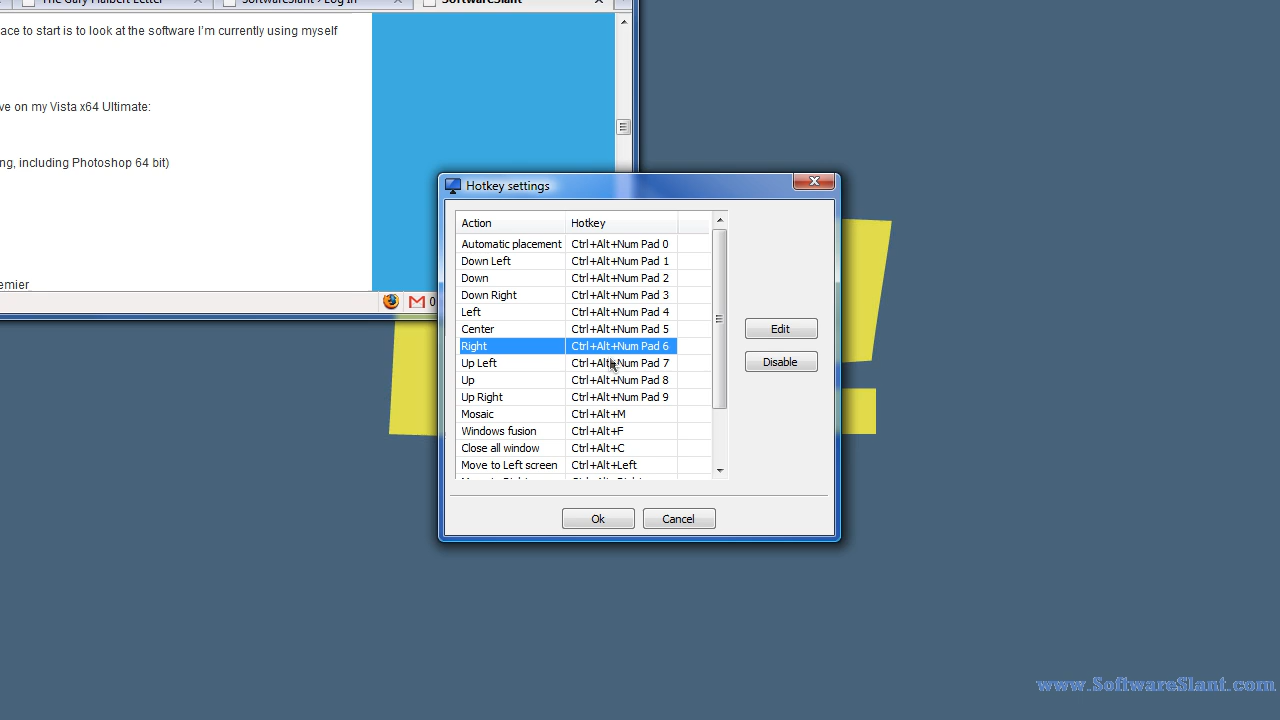 The Gary Halbert Letter
SoftwareSlant › Log In
SoftwareSlant
ace to start is to look at the software I'm currently using myself
ve on my Vista x64 Ultimate:
ng, including Photoshop 64 bit)
emier
0
Hotkey settings
Action Hotkey
Automatic placement Ctrl+Alt+Num Pad 0
Down Left Ctrl+Alt+Num Pad 1
Down Ctrl+Alt+Num Pad 2
Down Right Ctrl+Alt+Num Pad 3
Left Ctrl+Alt+Num Pad 4
Center Ctrl+Alt+Num Pad 5
Right Ctrl+Alt+Num Pad 6
Up Left Ctrl+Alt+Num Pad 7
Up Ctrl+Alt+Num Pad 8
Up Right Ctrl+Alt+Num Pad 9
Mosaic Ctrl+Alt+M
Windows fusion Ctrl+Alt+F
Close all window Ctrl+Alt+C
Move to Left screen Ctrl+Alt+Left
Edit
Disable
Ok
Cancel
www.SoftwareSlant.com